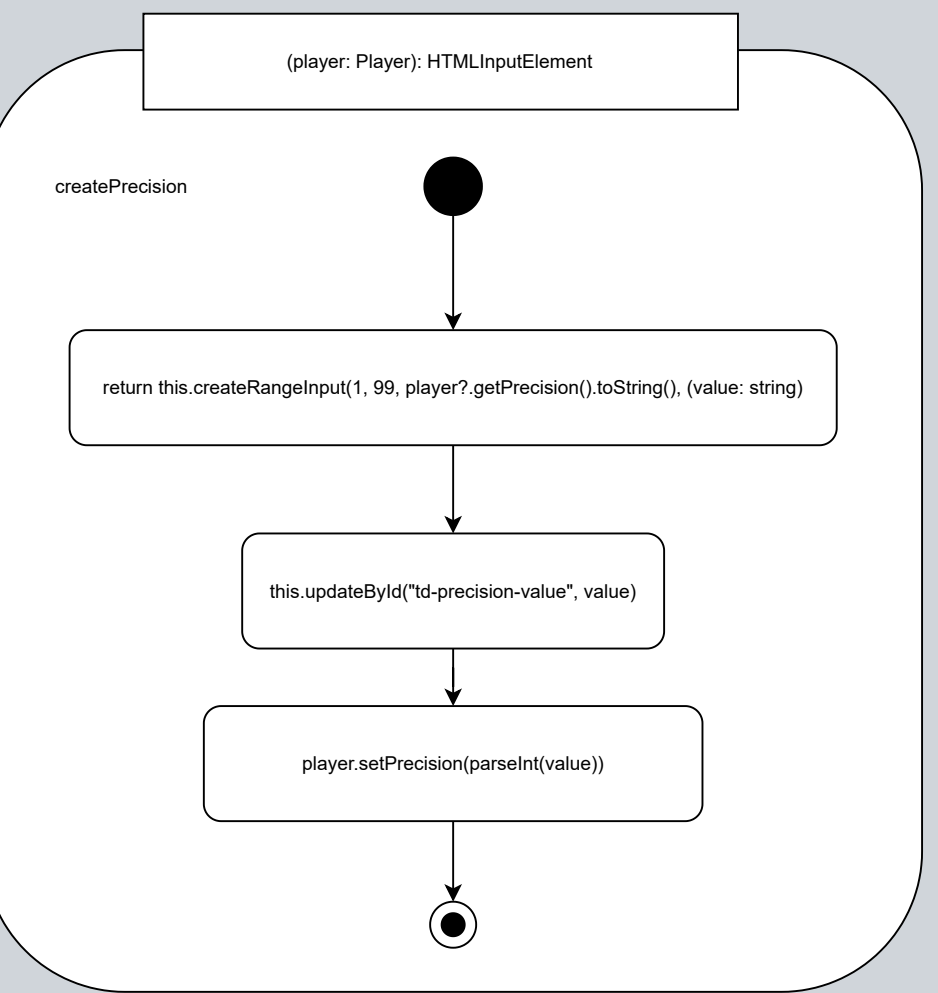 (player: Player): HTMLInputElement
createPrecision
return this.createRangeInput(1, 99, player?.getPrecision().toString(), (value: string)
this.updateById("td-precision-value", value)
player.setPrecision(parseInt(value))